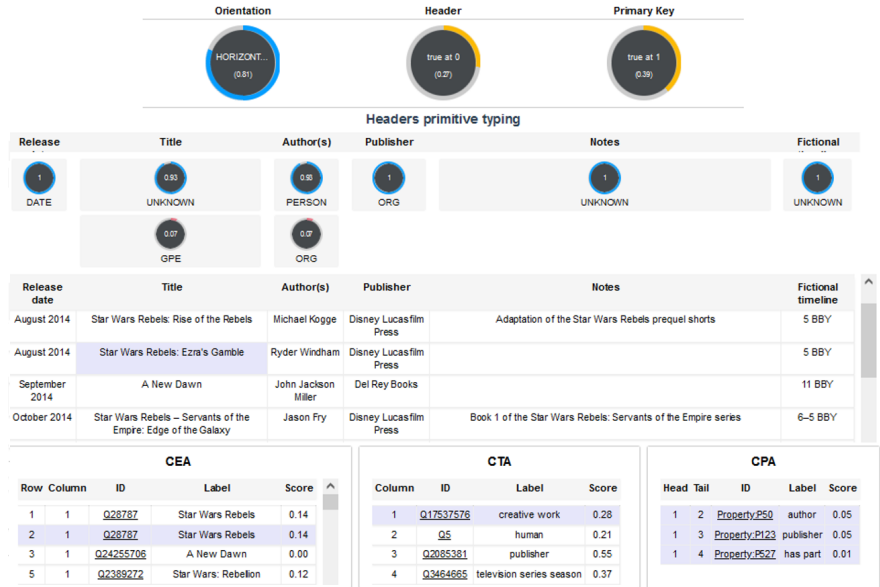 Orientation Header Primary Key
HORIZONT... true at 0 true at 1
(0.81) (0.27) (0.39)
Headers primitive typing
Release Title Author(s) Publisher Notes Fictional
1 0.93 0.93 1 1 1
DATE UNKNOWN PERSON ORG UNKNOWN UNKNOWN
0.07 0.07
GPE ORG
Release Title Author(s) Publisher Notes Fictional
date timeline
August 2014 Star Wars Rebels: Rise of the Rebels Michael Kogge Disney Lucasfilm Adaptation of the Star Wars Rebels prequel shorts 5 BBY
Press
August 2014 Star Wars Rebels: Ezra's Gamble Ryder Windham Disney Lucasfilm 5 BBY
Press
September A New Dawn John Jackson Del Rey Books 11 BBY
2014 Miller
October 2014 Star Wars Rebels – Servants of the Jason Fry Disney Lucasfilm Book 1 of the Star Wars Rebels: Servants of the Empire series 6–5 BBY
Empire: Edge of the Galaxy Press
CEA CTA CPA
Row Column ID Label Score Column ID Label Score Head Tail ID Label Score
1 1 Q28787 Star Wars Rebels 0.14 1 Q17537576 creative work 0.28 1 2 Property:P50 author 0.05
2 1 Q28787 Star Wars Rebels 0.14 2 Q5 human 0.21 1 3 Property:P123 publisher 0.05
3 1 Q24255706 A New Dawn 0.00 3 Q2085381 publisher 0.55 1 4 Property:P527 has part 0.01
5 1 Q2389272 Star Wars: Rebellion 0.12 4 Q3464665 television series season 0.37